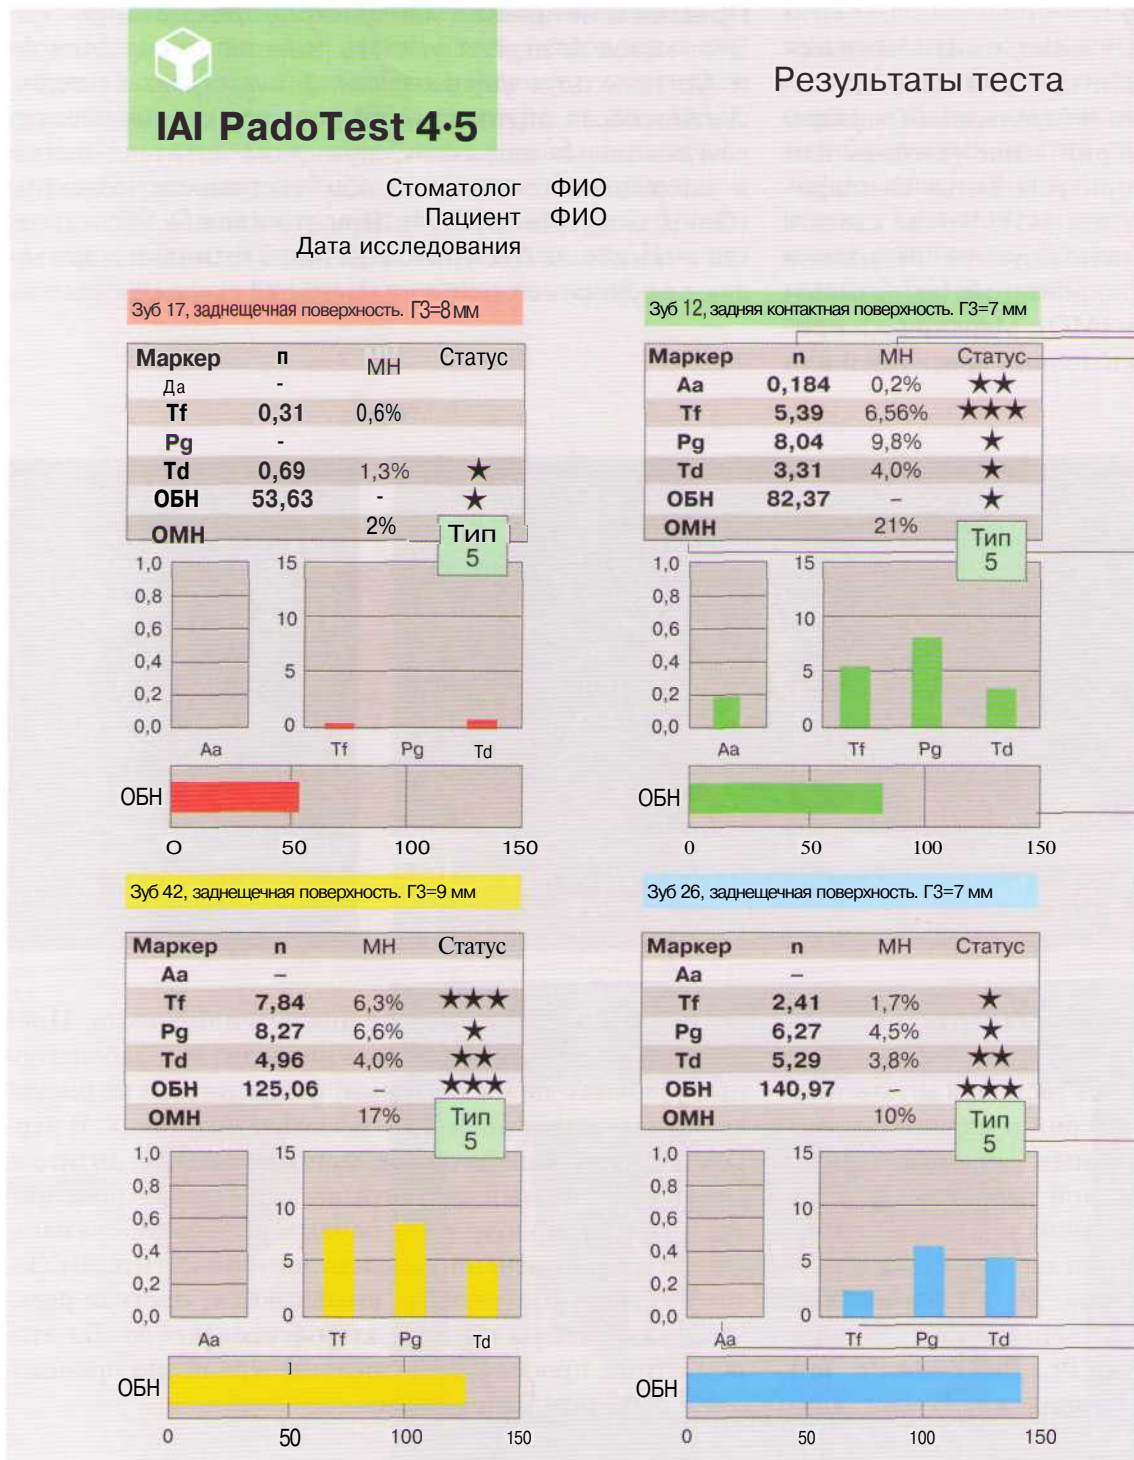 IAI PadoTest 4·5
Результаты теста
Стоматолог ФИО
Пациент ФИО
Дата исследования
Зуб 17, заднещечная поверхность. ГЗ=8 мм
Маркер п МН Статус
Да -
Tf 0,31 0,6%
Pg -
Td 0,69 1,3% ★
ОБН 53,63 - ★
ОМН 2%
Тип
5
1,0
0,8
0,6
0,4
0,2
0,0
Aa
15
10
5
0
Tf Pg Td
ОБН
0 50 100 150
Зуб 12, задняя контактная поверхность. ГЗ=7 мм
Маркер n МН Статус
Aa 0,184 0,2% ★★
Tf 5,39 6,56% ★★★
Pg 8,04 9,8% ★
Td 3,31 4,0% ★
ОБН 82,37 – ★
ОМН 21%
Тип
5
1,0
0,8
0,6
0,4
0,2
0,0
Aa
15
10
5
0
Tf Pg Td
ОБН
0 50 100 150
Зуб 42, заднещечная поверхность. ГЗ=9 мм
Маркер n МН Статус
Aa –
Tf 7,84 6,3% ★★★
Pg 8,27 6,6% ★
Td 4,96 4,0% ★★
ОБН 125,06 – ★★★
ОМН 17%
Тип
5
1,0
0,8
0,6
0,4
0,2
0,0
Aa
15
10
5
0
Tf Pg Td
ОБН
0 50 100 150
Зуб 26, заднещечная поверхность. ГЗ=7 мм
Маркер n МН Статус
Aa –
Tf 2,41 1,7% ★
Pg 6,27 4,5% ★
Td 5,29 3,8% ★★
ОБН 140,97 – ★★★
ОМН 10%
Тип
5
1,0
0,8
0,6
0,4
0,2
0,0
Aa
15
10
5
0
Tf Pg Td
ОБН
0 50 100 150